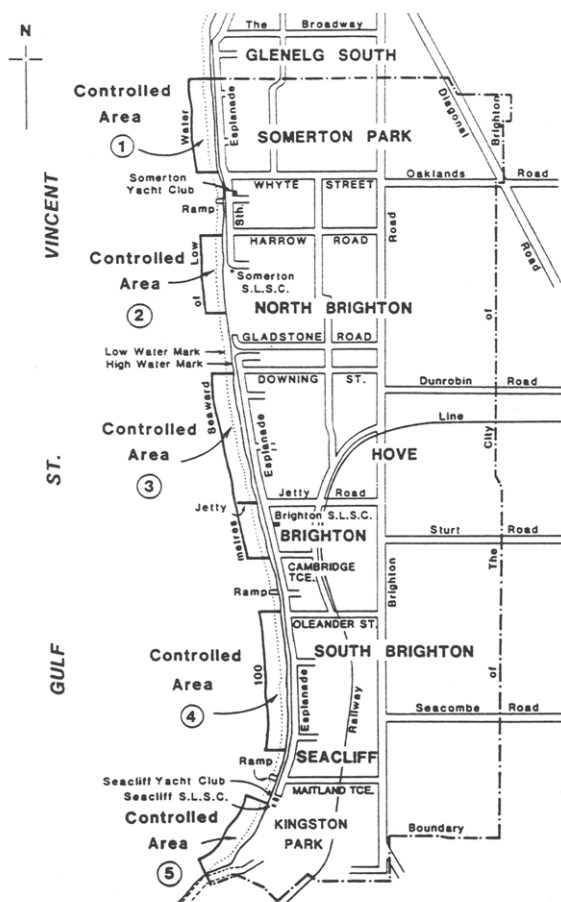 The Broadway
N
GLENELG SOUTH
Controlled
Area
1
Water
Esplanade
Diagonal
Brighton
SOMERTON PARK
Somerton
Yacht Club
WHYTE STREET
Oaklands Road
Ramp
Sth.
VINCENT
HARROW ROAD
Road
Road
Low
Controlled
Area
2
of
Somerton
S.L.S.C.
NORTH BRIGHTON
of
GLADSTONE ROAD
Low Water Mark
High Water Mark
DOWNING ST.
Dunrobin Road
Seaward
Line
City
Controlled
Area
3
Esplanade
HOVE
ST.
Jetty Road
Jetty
metres
Brighton S.L.S.C.
BRIGHTON
Sturt Road
The
CAMBRIDGE
TCE.
Ramp
Brighton
OLEANDER ST.
SOUTH BRIGHTON
Controlled
Area
4
100
GULF
Esplanade
Railway
of
Seacombe Road
SEACLIFF
Ramp
Seacliff Yacht Club
Seacliff S.L.S.C.
MAITLAND TCE.
Controlled
Area
5
KINGSTON
PARK
Boundary